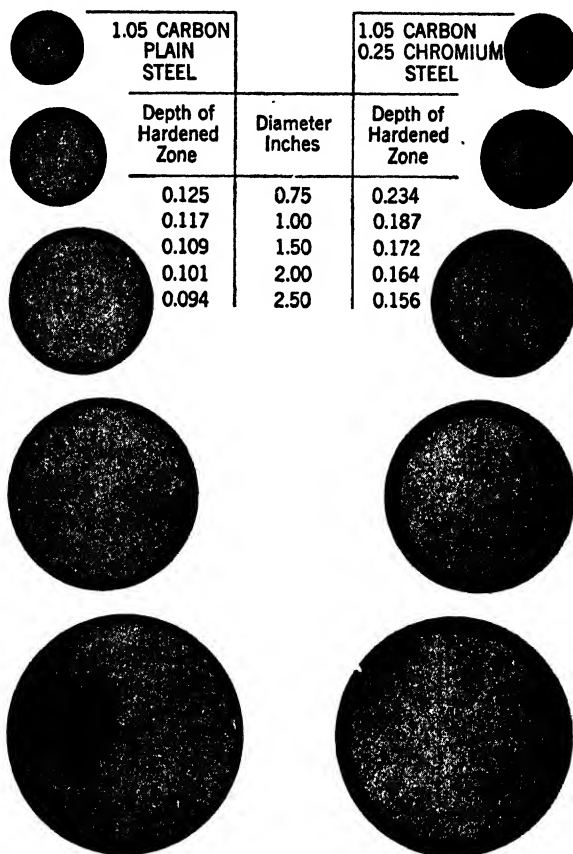 1.05 CARBON
PLAIN
STEEL
1.05 CARBON
0.25 CHROMIUM
STEEL
Depth of
Hardened
Zone
Diameter
Inches
Depth of
Hardened
Zone
0.125 0.75 0.234
0.117 1.00 0.187
0.109 1.50 0.172
0.101 2.00 0.164
0.094 2.50 0.156